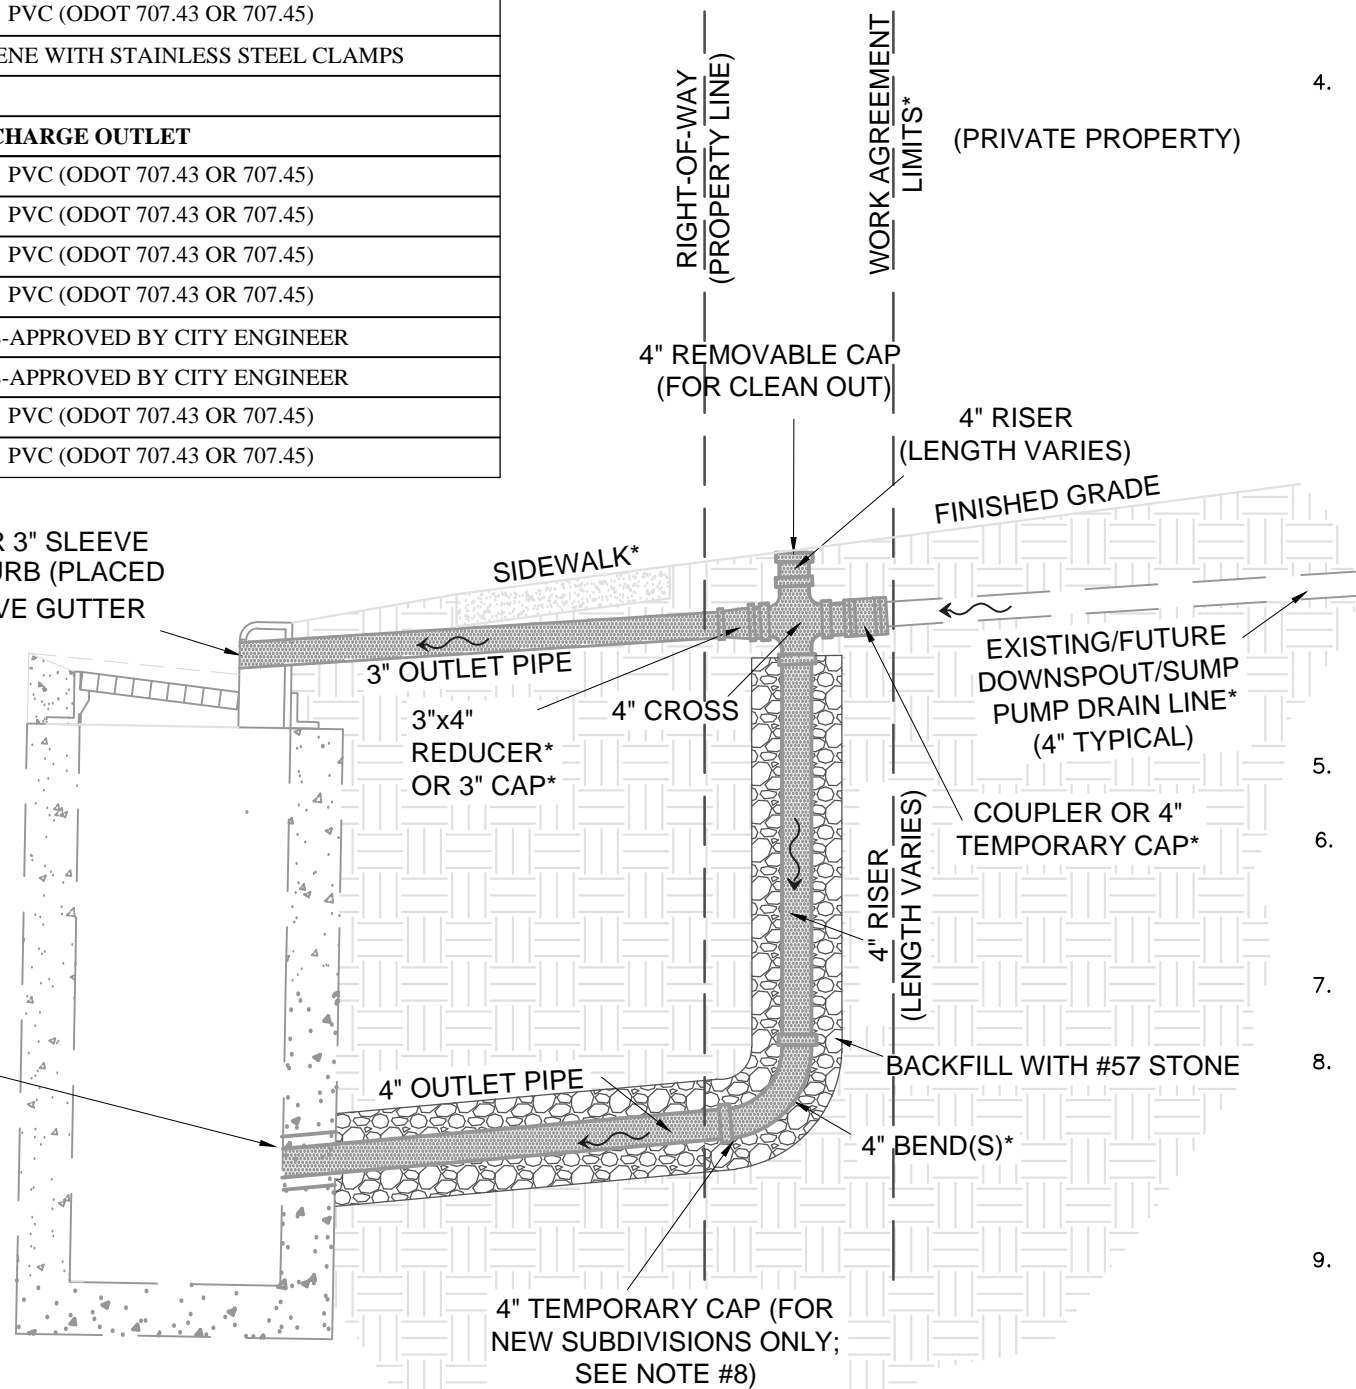 PVC (ODOT 707.43 OR 707.45)
ENE WITH STAINLESS STEEL CLAMPS
CHARGE OUTLET
PVC (ODOT 707.43 OR 707.45)
PVC (ODOT 707.43 OR 707.45)
PVC (ODOT 707.43 OR 707.45)
PVC (ODOT 707.43 OR 707.45)
-APPROVED BY CITY ENGINEER
-APPROVED BY CITY ENGINEER
PVC (ODOT 707.43 OR 707.45)
PVC (ODOT 707.43 OR 707.45)
RIGHT-OF-WAY
(PROPERTY LINE)
WORK AGREEMENT
LIMITS*
(PRIVATE PROPERTY)
4.
4" REMOVABLE CAP
(FOR CLEAN OUT)
4" RISER
(LENGTH VARIES)
FINISHED GRADE
R 3" SLEEVE
URB (PLACED
VE GUTTER
SIDEWALK*
3" OUTLET PIPE
3"x4"
REDUCER*
OR 3" CAP*
4" CROSS
EXISTING/FUTURE
DOWNSPOUT/SUMP
PUMP DRAIN LINE*
(4" TYPICAL)
5.
COUPLER OR 4"
TEMPORARY CAP*
6.
4" RISER
(LENGTH VARIES)
7.
BACKFILL WITH #57 STONE
8.
4" OUTLET PIPE
4" BEND(S)*
9.
4" TEMPORARY CAP (FOR
NEW SUBDIVISIONS ONLY;
SEE NOTE #8)